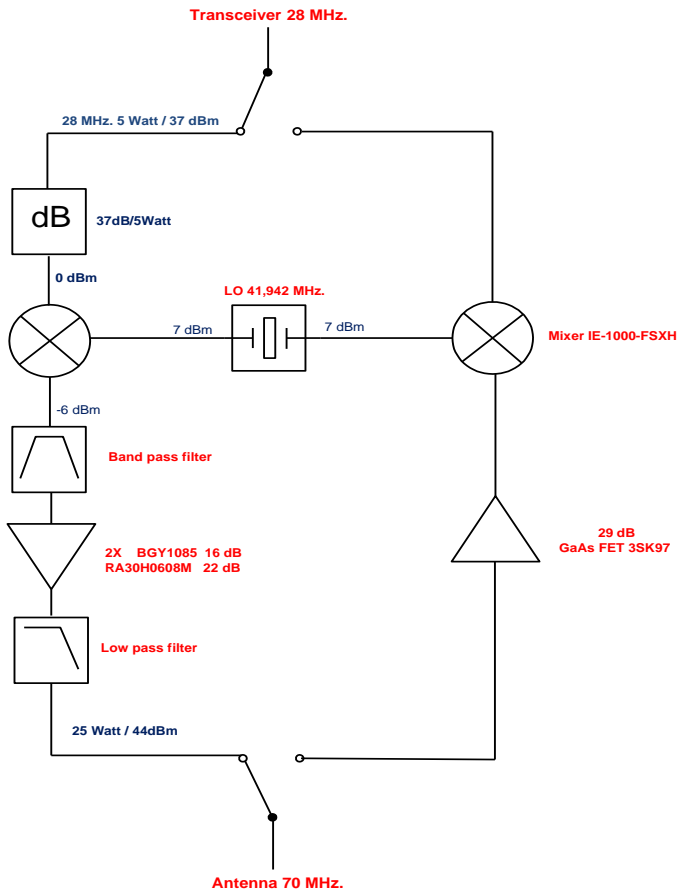 Transceiver 28 MHz.
28 MHz. 5 Watt / 37 dBm
dB
37dB/5Watt
0 dBm
LO 41,942 MHz.
7 dBm
7 dBm
Mixer IE-1000-FSXH
-6 dBm
Band pass filter
2X BGY1085 16 dB
RA30H0608M 22 dB
29 dB
GaAs FET 3SK97
Low pass filter
25 Watt / 44dBm
Antenna 70 MHz.